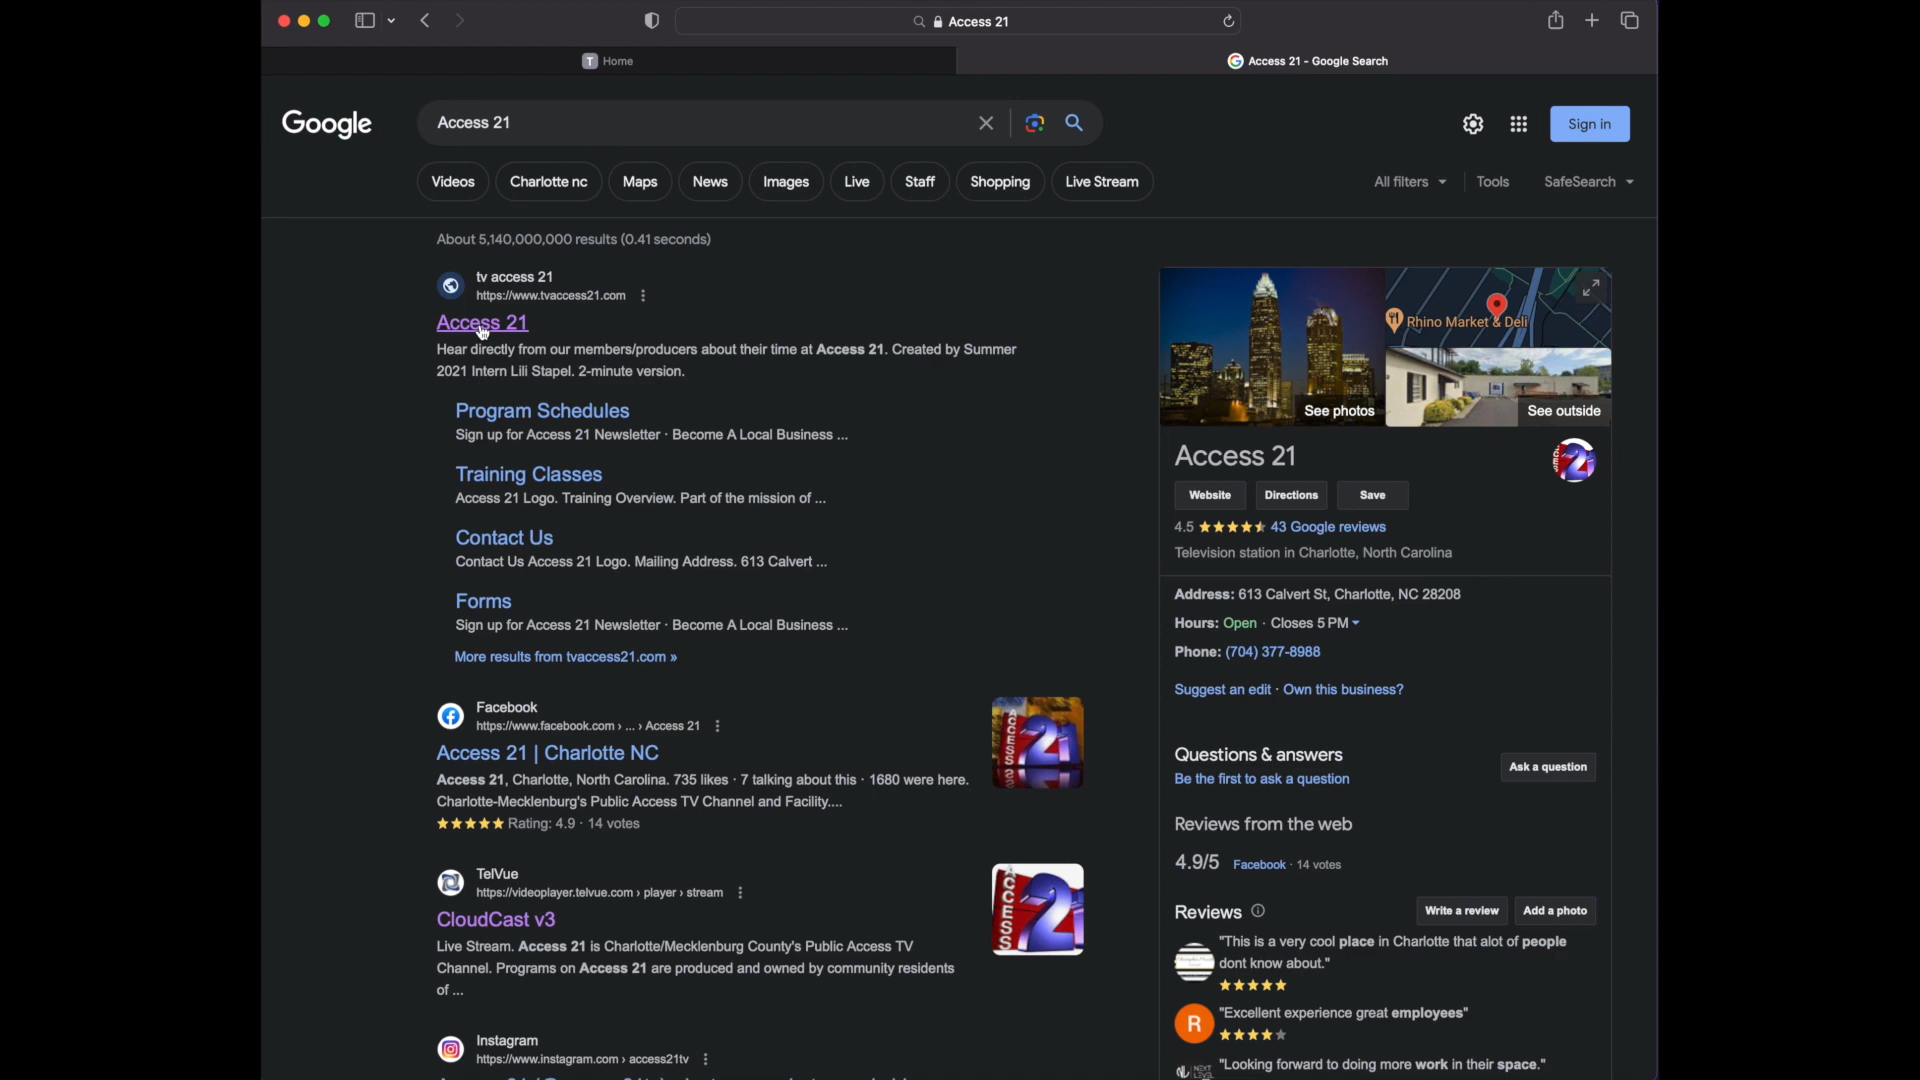 Access 21
T Home
Access 21 - Google Search
Google
Access 21
Sign in
Videos
Charlotte nc
Maps
News
Images
Live
Staff
Shopping
Live Stream
All filters
Tools
SafeSearch
About 5,140,000,000 results (0.41 seconds)
tv access 21
https://www.tvaccess21.com
Access 21
Hear directly from our members/producers about their time at Access 21. Created by Summer
2021 Intern Lili Stapel. 2-minute version.
Program Schedules
Sign up for Access 21 Newsletter · Become A Local Business ...
Training Classes
Access 21 Logo. Training Overview. Part of the mission of ...
Contact Us
Contact Us Access 21 Logo. Mailing Address. 613 Calvert ...
Forms
Sign up for Access 21 Newsletter · Become A Local Business ...
More results from tvaccess21.com »
Facebook
https://www.facebook.com › ... › Access 21
Access 21 | Charlotte NC
Access 21, Charlotte, North Carolina. 735 likes · 7 talking about this · 1680 were here.
Charlotte-Mecklenburg's Public Access TV Channel and Facility....
Rating: 4.9 · 14 votes
ACCESS 21
TelVue
https://videoplayer.telvue.com › player › stream
CloudCast v3
Live Stream. Access 21 is Charlotte/Mecklenburg County's Public Access TV
Channel. Programs on Access 21 are produced and owned by community residents
of ...
ACCESS 21
Instagram
https://www.instagram.com › access21tv
Rhino Market & Deli
See photos
See outside
Access 21
ACCESS 21
Website
Directions
Save
4.5 43 Google reviews
Television station in Charlotte, North Carolina
Address: 613 Calvert St, Charlotte, NC 28208
Hours: Open · Closes 5 PM
Phone: (704) 377-8988
Suggest an edit · Own this business?
Questions & answers
Be the first to ask a question
Ask a question
Reviews from the web
4.9/5 Facebook · 14 votes
Reviews
Write a review
Add a photo
"This is a very cool place in Charlotte that alot of people
dont know about."
R
"Excellent experience great employees"
"Looking forward to doing more work in their space."
NEXT
LEVEL